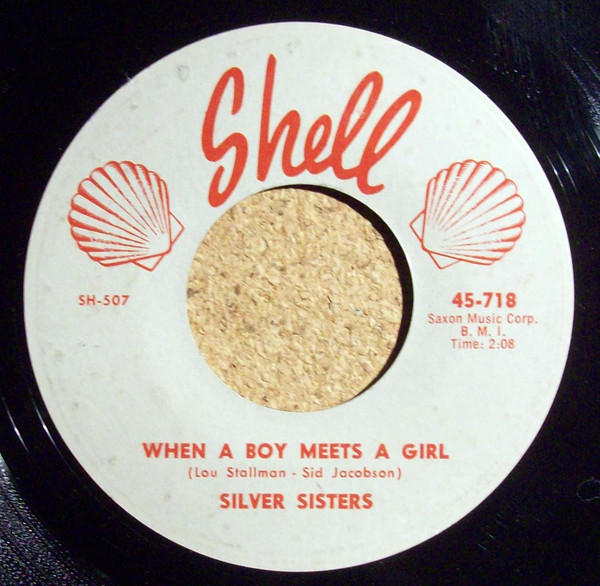 Shell
SH-507
45-718
Saxon Music Corp.
B. M. I.
Time: 2:08
WHEN A BOY MEETS A GIRL
(Lou Stallman - Sid Jacobson)
SILVER SISTERS